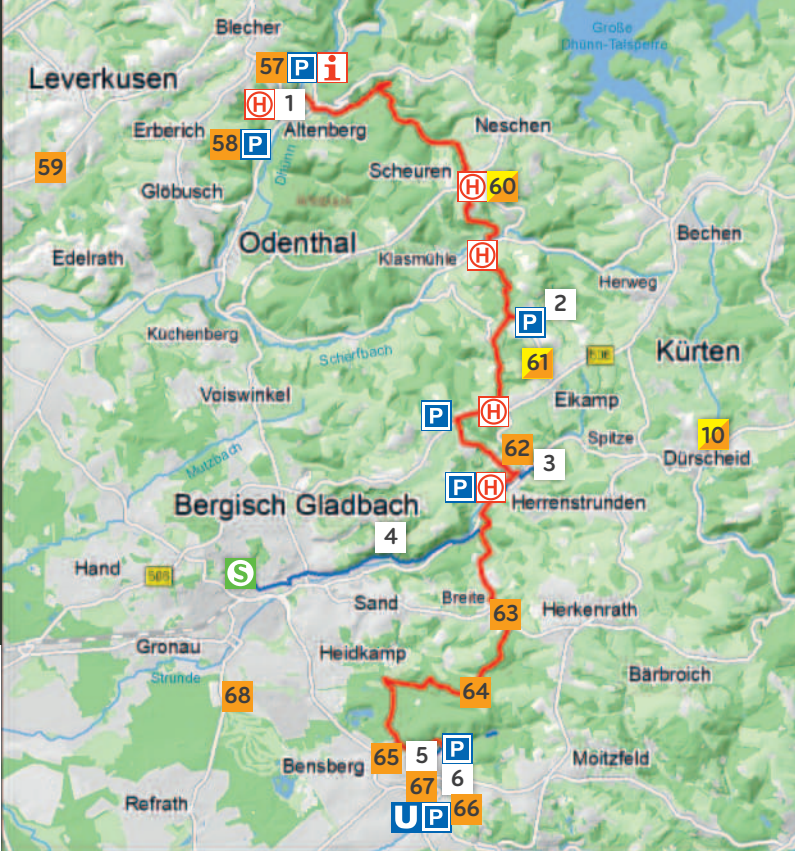 Blecher
Große
Dhünn-Talsperre
57 P i
Leverkusen
H 1
Erberich
Altenberg
Neschen
58 P
Dhünn
59
Scheuren
H 60
Glöbusch
Odenthal
Bechen
Edelrath
Klasmühle
H
Herweg
2
P
Küchenberg
Scherfbach
61
506
Kürten
Voiswinkel
Eikamp
P
H
10
62
Spitze
Dürscheid
Mutzbach
3
P H
Bergisch Gladbach
Herrenstrunden
4
Hand
506
S
Sand
Breite
63
Herkenrath
Gronau
Heidkamp
Strunde
Bärbroich
68
64
65
5
P
Bensberg
Moitzfeld
67
6
Refrath
U P
66